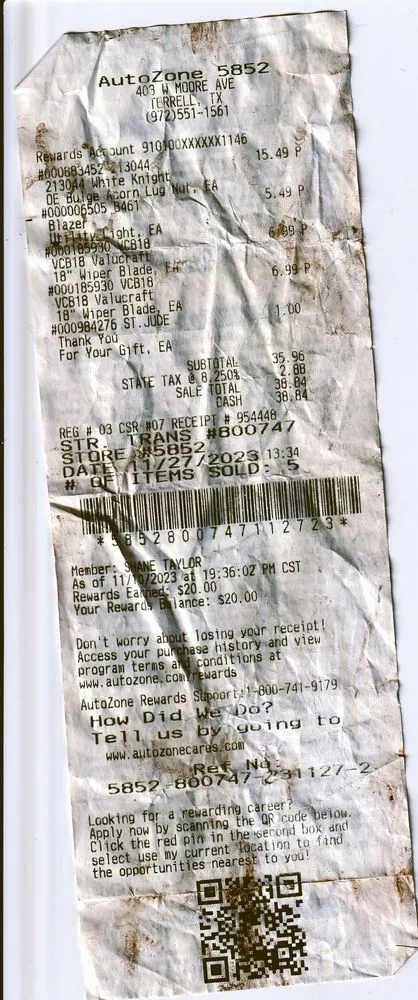 AutoZone 5852
403 W MOORE AVE
TERRELL, TX
(972)551-1561
Rewards Account 910100XXXXXX1146
#000883452 213044 15.49 P
213044 White Knight
OE Bulge Acorn Lug Nut, EA
#000006505 B461 5.49 P
Blazer
Utility Light, EA
#000185930 VCB18 6.99 P
VCB18 Valucraft
18" Wiper Blade, EA
#000185930 VCB18 6.99 P
VCB18 Valucraft
18" Wiper Blade, EA
#000984276 ST.JUDE 1.00
Thank You
For Your Gift, EA
SUBTOTAL 35.96
STATE TAX @ 8.250% 2.88
SALE TOTAL 38.84
CASH 38.84
REG # 03 CSR #07 RECEIPT # 954448
STR. TRANS #800747
STORE #5852
DATE 11/27/2023 13:34
# OF ITEMS SOLD: 5
*5852800747112723*
Member: SHANE TAYLOR
As of 11/10/2023 at 19:36:02 PM CST
Rewards Earned: $20.00
Your Rewards Balance: $20.00
Don't worry about losing your receipt!
Access your purchase history and view
program terms and conditions at
www.autozone.com/rewards
AutoZone Rewards Support:1-800-741-9179
How Did We Do?
Tell us by going to
www.autozonecares.com
Ref No:
5852-800747-231127-2
Looking for a rewarding career?
Apply now by scanning the QR code below.
Click the red pin in the second box and
select use my current location to find
the opportunities nearest to you!